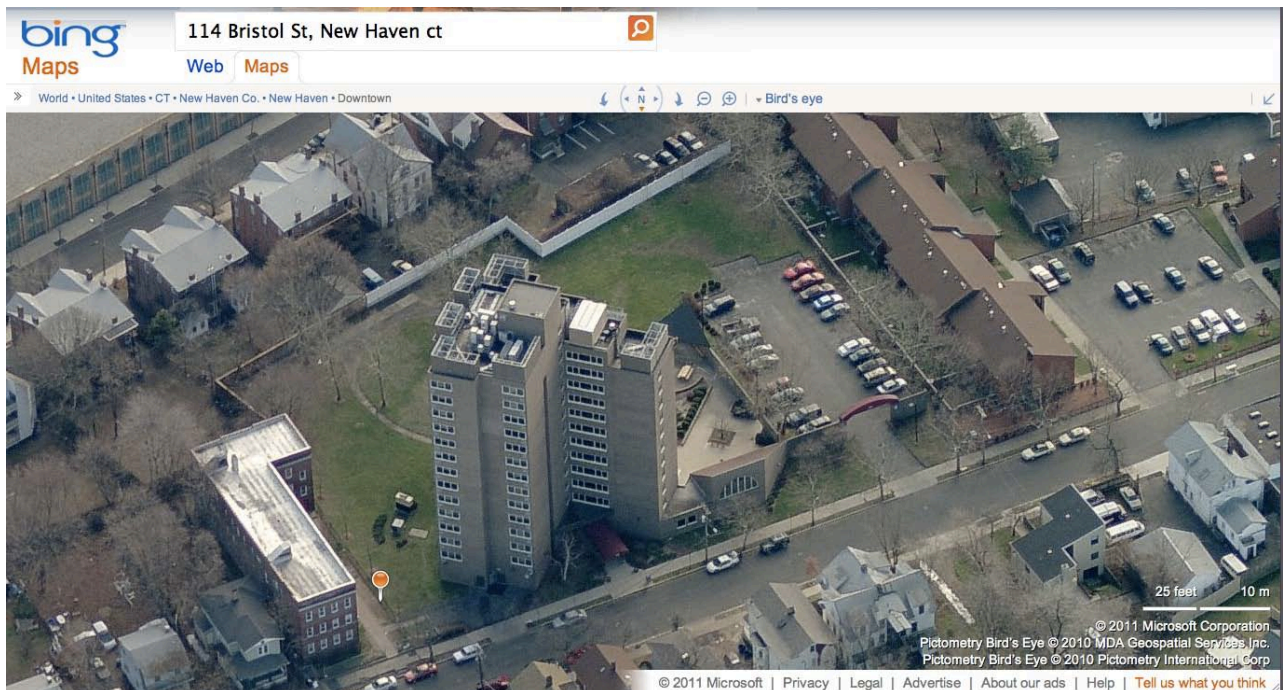 bing
Maps
114 Bristol St, New Haven ct
Web Maps
» World • United States • CT • New Haven Co. • New Haven • Downtown
N
Bird's eye
25 feet 10 m
© 2011 Microsoft Corporation
Pictometry Bird's Eye © 2010 MDA Geospatial Services Inc.
Pictometry Bird's Eye © 2010 Pictometry International Corp
© 2011 Microsoft | Privacy | Legal | Advertise | About our ads | Help | Tell us what you think